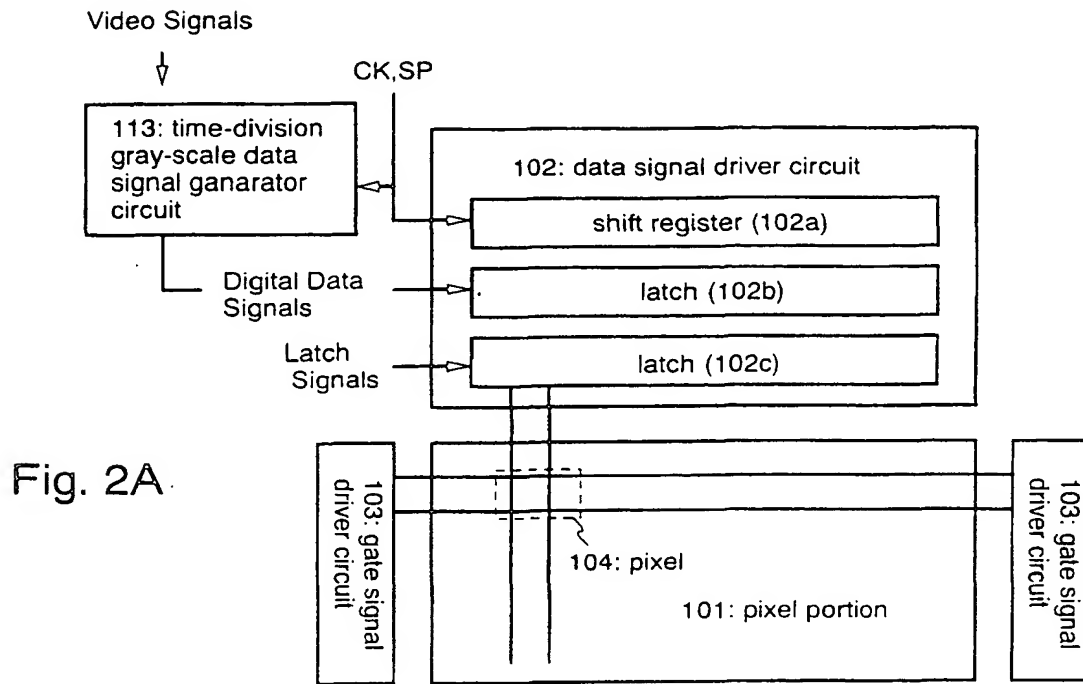 Video Signals
CK,SP
113: time-division
gray-scale data
signal ganarator
circuit
102: data signal driver circuit
shift register (102a)
Digital Data
Signals
latch (102b)
Latch
Signals
latch (102c)
Fig. 2A
103: gate signal
driver circuit
104: pixel
101: pixel portion
103: gate signal
driver circuit